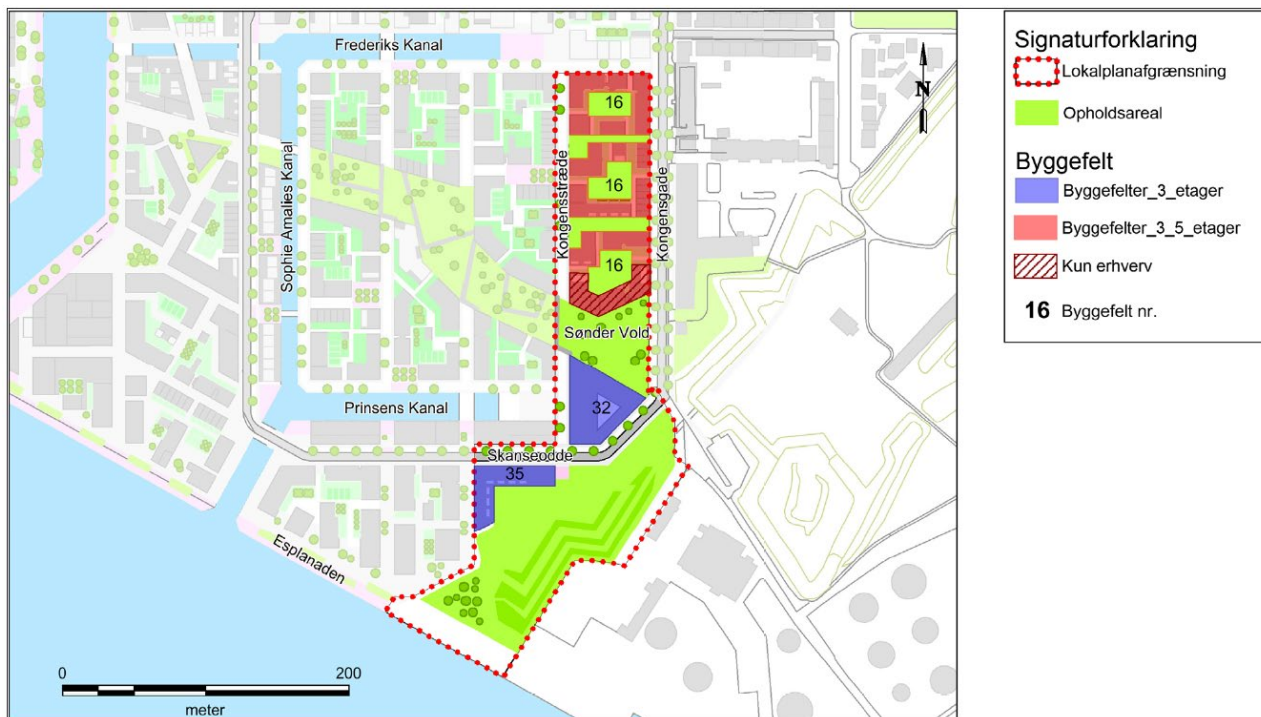 Frederiks Kanal
Sophie Amalies Kanal
Kongensstræde
Kongensgade
16
16
16
Sønder Vold
32
Prinsens Kanal
Skanseodde
35
Esplanaden
N
0 200
meter
Signaturforklaring
Lokalplanafgrænsning
Opholdsareal
Byggefelt
Byggefelter_3_etager
Byggefelter_3_5_etager
Kun erhverv
16 Byggefelt nr.